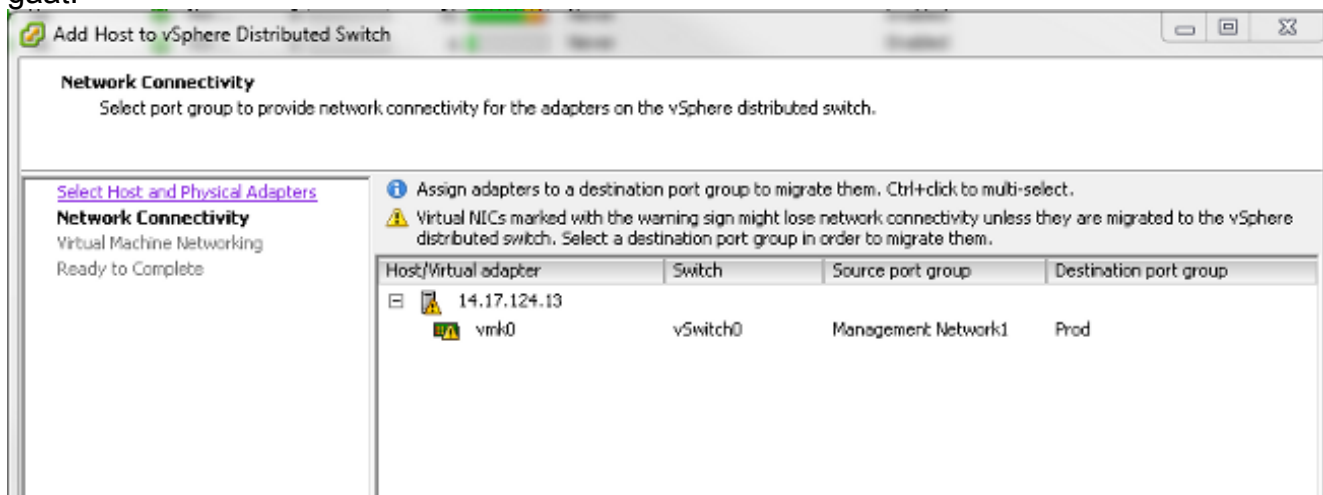 gaat.
Add Host to vSphere Distributed Switch
Network Connectivity
Select port group to provide network connectivity for the adapters on the vSphere distributed switch.
Select Host and Physical Adapters
Network Connectivity
Virtual Machine Networking
Ready to Complete
Assign adapters to a destination port group to migrate them. Ctrl+click to multi-select.
Virtual NICs marked with the warning sign might lose network connectivity unless they are migrated to the vSphere
distributed switch. Select a destination port group in order to migrate them.
Host/Virtual adapter Switch Source port group Destination port group
14.17.124.13
vmk0 vSwitch0 Management Network1 Prod